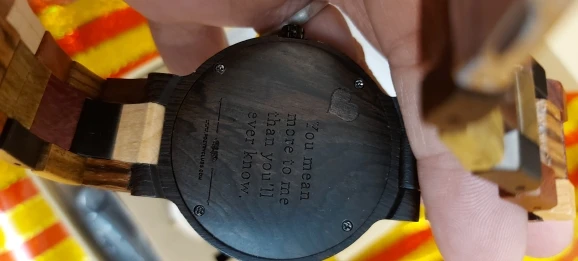 You mean
more to me
than you'll
ever know.